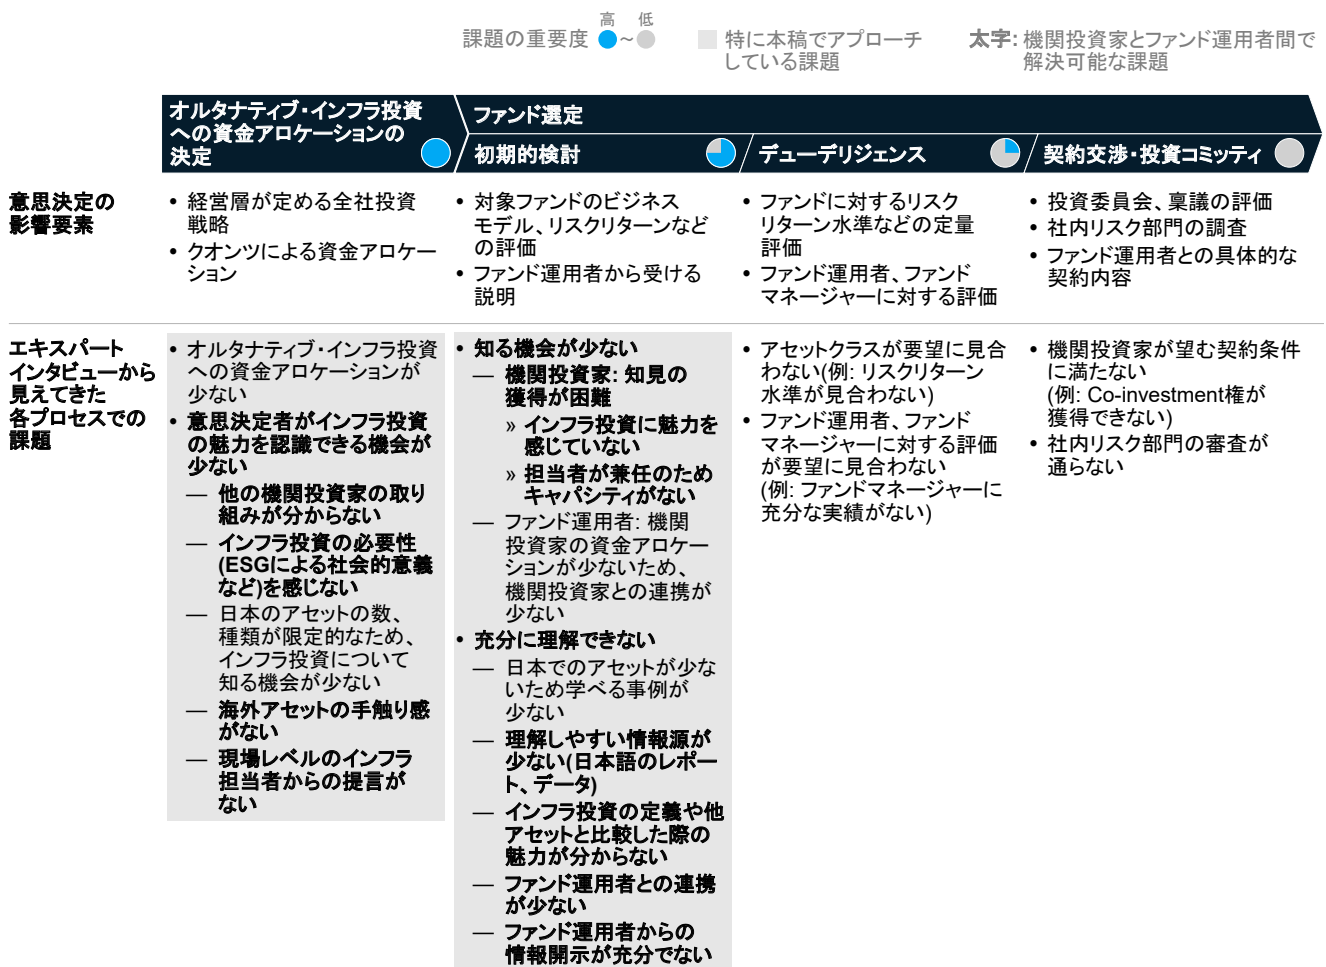 高 低
課題の重要度 ～
特に本稿でアプローチ
している課題
太字: 機関投資家とファンド運用者間で
解決可能な課題
オルタナティブ・インフラ投資
への資金アロケーションの
決定
ファンド選定
初期的検討
デューデリジェンス
契約交渉・投資コミッティ
意思決定の
影響要素
• 経営層が定める全社投資
戦略
• クオンツによる資金アロケー
ション
• 対象ファンドのビジネス
モデル、リスクリターンなど
の評価
• ファンド運用者から受ける
説明
• ファンドに対するリスク
リターン水準などの定量
評価
• ファンド運用者、ファンド
マネージャーに対する評価
• 投資委員会、稟議の評価
• 社内リスク部門の調査
• ファンド運用者との具体的な
契約内容
エキスパート
インタビューから
見えてきた
各プロセスでの
課題
• オルタナティブ・インフラ投資
への資金アロケーションが
少ない
• 意思決定者がインフラ投資
の魅力を認識できる機会が
少ない
— 他の機関投資家の取り
組みが分からない
— インフラ投資の必要性
(ESGによる社会的意義
など)を感じない
— 日本のアセットの数、
種類が限定的なため、
インフラ投資について
知る機会が少ない
— 海外アセットの手触り感
がない
— 現場レベルのインフラ
担当者からの提言が
ない
• 知る機会が少ない
— 機関投資家: 知見の
獲得が困難
» インフラ投資に魅力を
感じていない
» 担当者が兼任のため
キャパシティがない
— ファンド運用者: 機関
投資家の資金アロケー
ションが少ないため、
機関投資家との連携が
少ない
• 充分に理解できない
— 日本でのアセットが少な
いため学べる事例が
少ない
— 理解しやすい情報源が
少ない(日本語のレポー
ト、データ)
— インフラ投資の定義や他
アセットと比較した際の
魅力が分からない
— ファンド運用者との連携
が少ない
— ファンド運用者からの
情報開示が充分でない
• アセットクラスが要望に見合
わない(例: リスクリターン
水準が見合わない)
• ファンド運用者、ファンド
マネージャーに対する評価
が要望に見合わない
(例: ファンドマネージャーに
充分な実績がない)
• 機関投資家が望む契約条件
に満たない
(例: Co-investment権が
獲得できない)
• 社内リスク部門の審査が
通らない